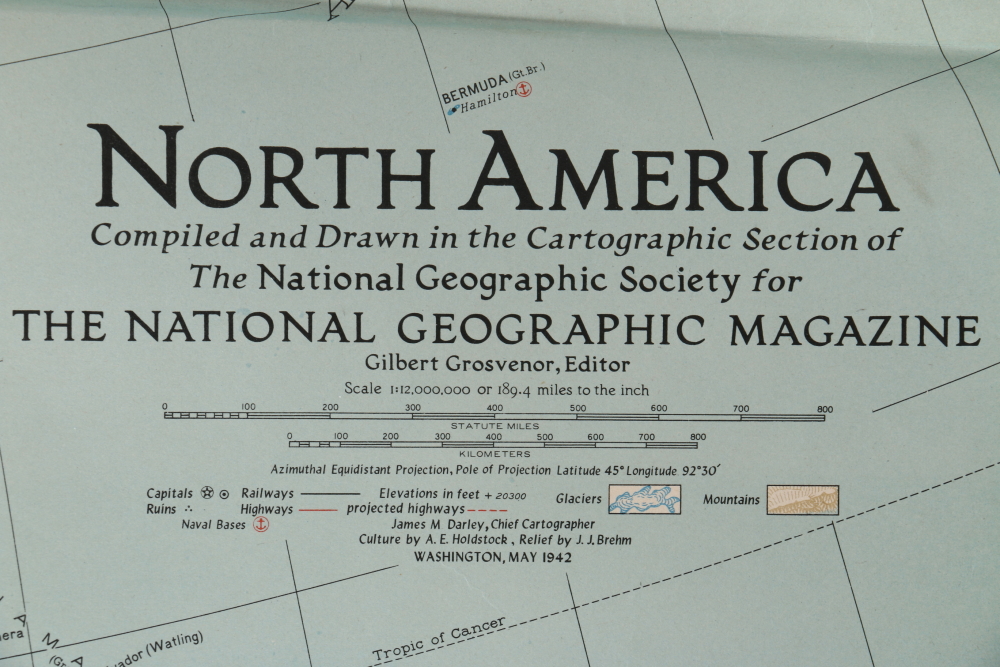 BERMUDA (Gt.Br.)
Hamilton
NORTH AMERICA
Compiled and Drawn in the Cartographic Section of
The National Geographic Society for
THE NATIONAL GEOGRAPHIC MAGAZINE
Gilbert Grosvenor, Editor
Scale 1:12,000,000 or 189.4 miles to the inch
0 100 200 300 400 500 600 700 800
STATUTE MILES
0 100 200 300 400 500 600 700 800
KILOMETERS
Azimuthal Equidistant Projection, Pole of Projection Latitude 45° Longitude 92°30′
Capitals Railways Elevations in feet + 20300 Glaciers Mountains
Ruins ∴ Highways projected highways
Naval Bases
James M. Darley, Chief Cartographer
Culture by A. E. Holdstock, Relief by J. J. Brehm
WASHINGTON, MAY 1942
Tropic of Cancer
vador (Watling)